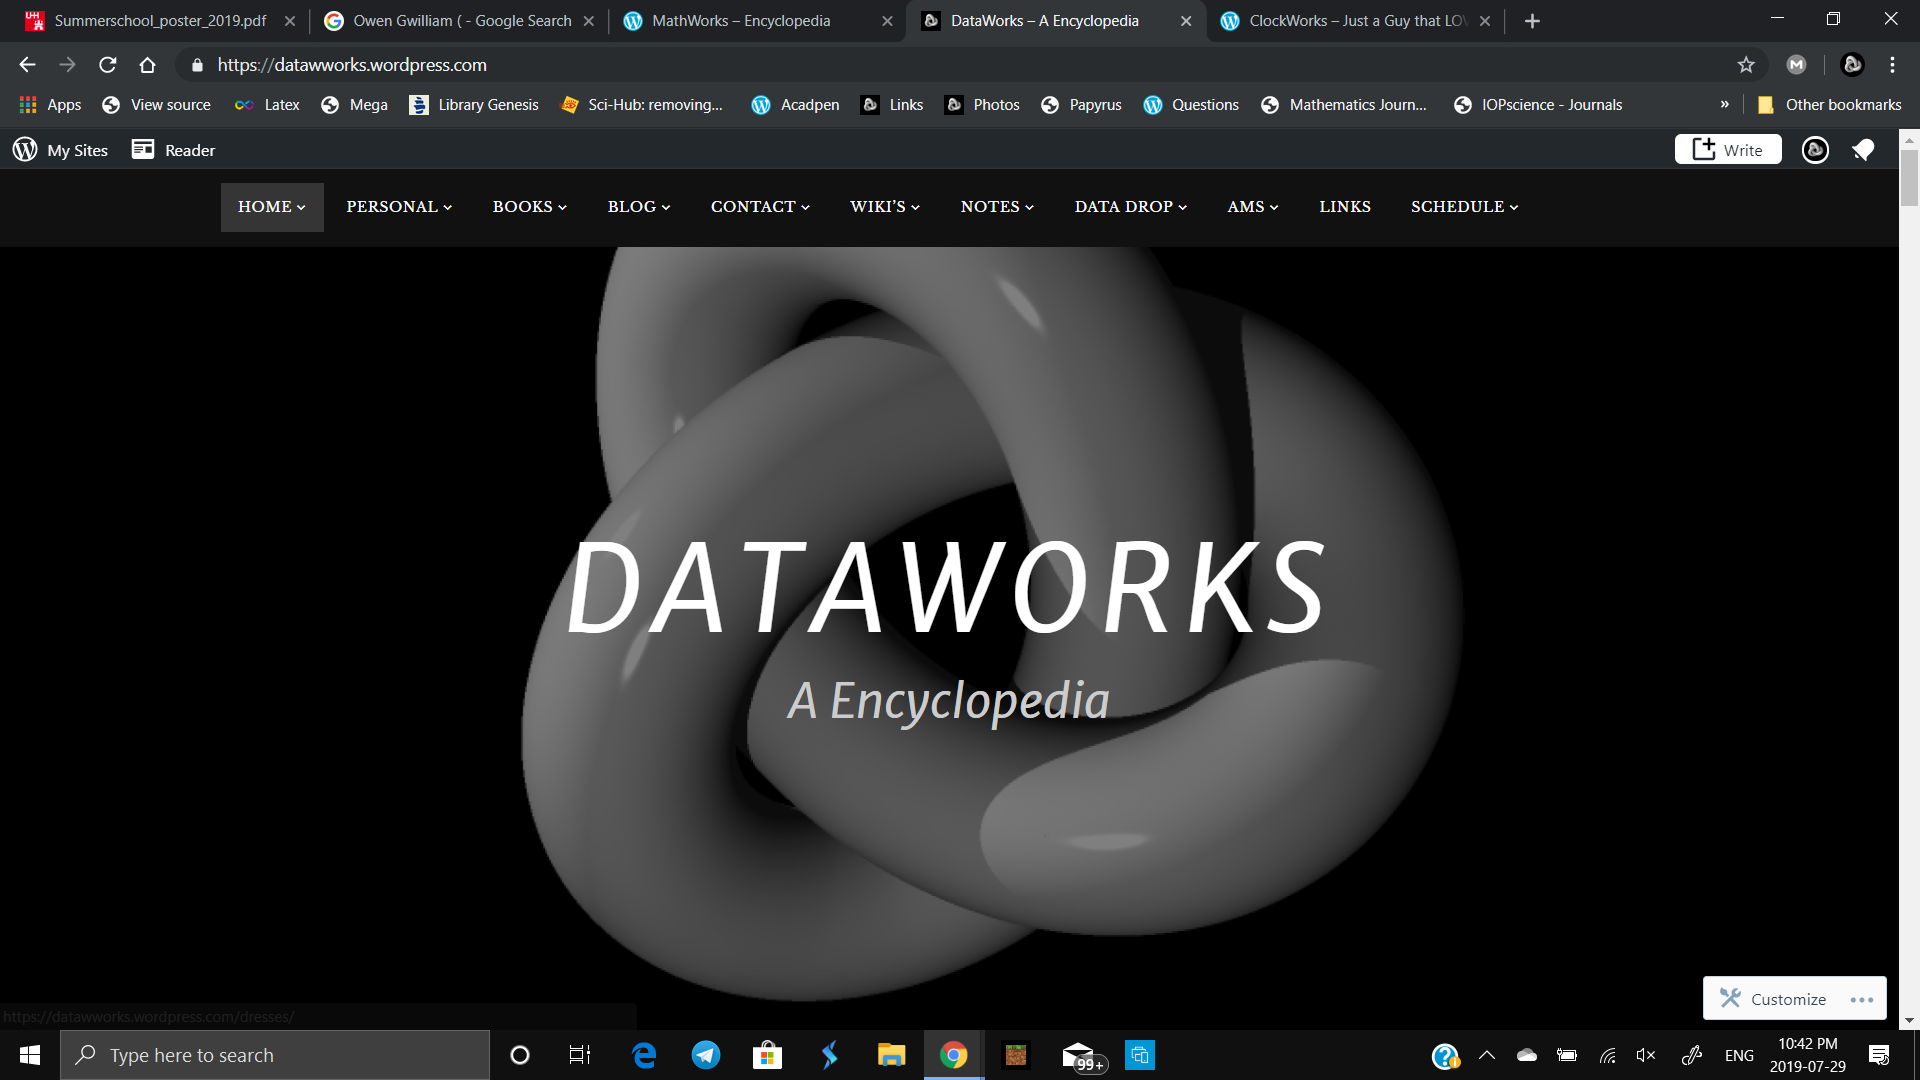 Summerschool_poster_2019.pdf
Owen Gwilliam ( - Google Search
MathWorks – Encyclopedia
DataWorks – A Encyclopedia
ClockWorks – Just a Guy that LOV
https://datawworks.wordpress.com
Apps View source Latex Mega Library Genesis Sci-Hub: removing... Acadpen Links Photos Papyrus Questions Mathematics Journ... IOPscience - Journals » Other bookmarks
My Sites Reader Write
HOME PERSONAL BOOKS BLOG CONTACT WIKI'S NOTES DATA DROP AMS LINKS SCHEDULE
DATAWORKS
A Encyclopedia
Customize
https://datawworks.wordpress.com/dresses/
Type here to search
99+
ENG
10:42 PM
2019-07-29